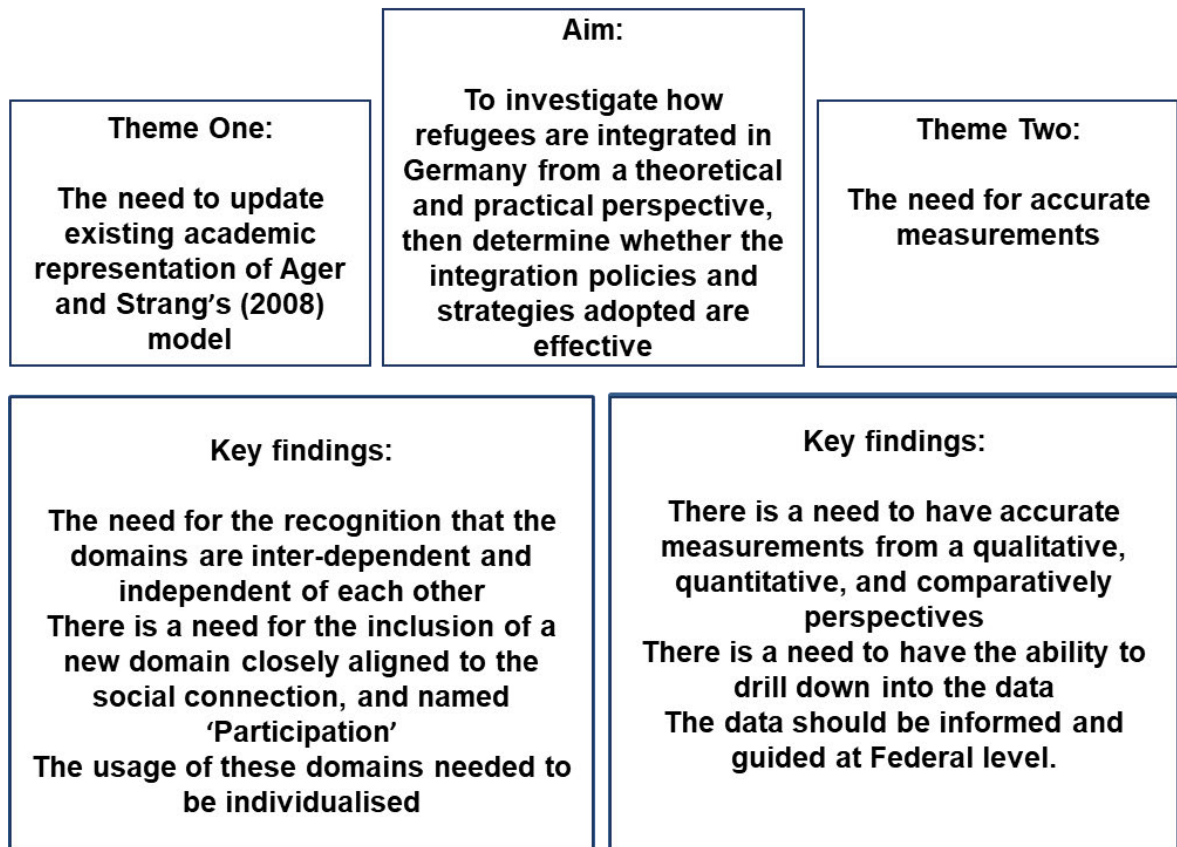 Theme One:
The need to update
existing academic
representation of Ager
and Strang's (2008)
model
Aim:
To investigate how
refugees are integrated in
Germany from a theoretical
and practical perspective,
then determine whether the
integration policies and
strategies adopted are
effective
Theme Two:
The need for accurate
measurements
Key findings:
The need for the recognition that the
domains are inter-dependent and
independent of each other
There is a need for the inclusion of a
new domain closely aligned to the
social connection, and named
‘Participation’
The usage of these domains needed to
be individualised
Key findings:
There is a need to have accurate
measurements from a qualitative,
quantitative, and comparatively
perspectives
There is a need to have the ability to
drill down into the data
The data should be informed and
guided at Federal level.